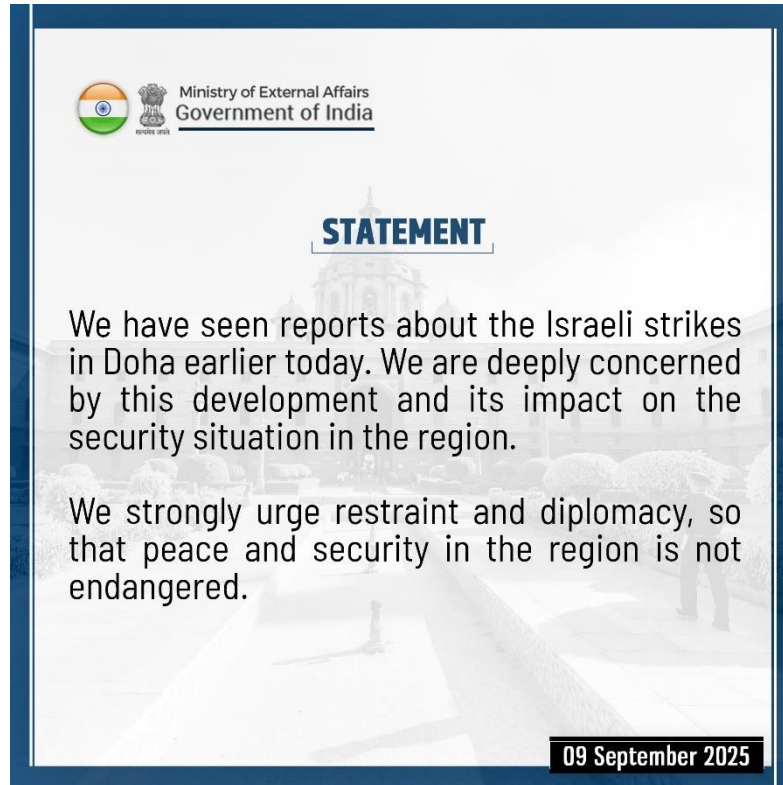 Ministry of External Affairs
Government of India
सत्यमेव जयते
STATEMENT
We have seen reports about the Israeli strikes
in Doha earlier today. We are deeply concerned
by this development and its impact on the
security situation in the region.
We strongly urge restraint and diplomacy, so
that peace and security in the region is not
endangered.
09 September 2025